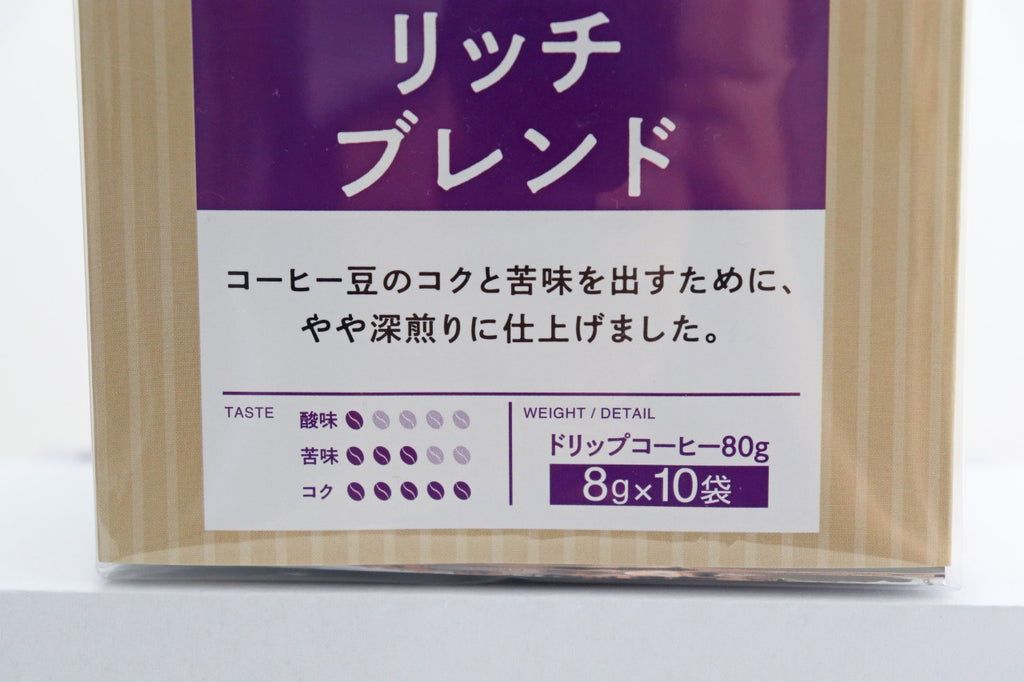 リッチ
ブレンド
コーヒー豆のコクと苦味を出すために、
やや深煎りに仕上げました。
TASTE
酸味
苦味
コク
WEIGHT / DETAIL
ドリップコーヒー80g
8g×10袋